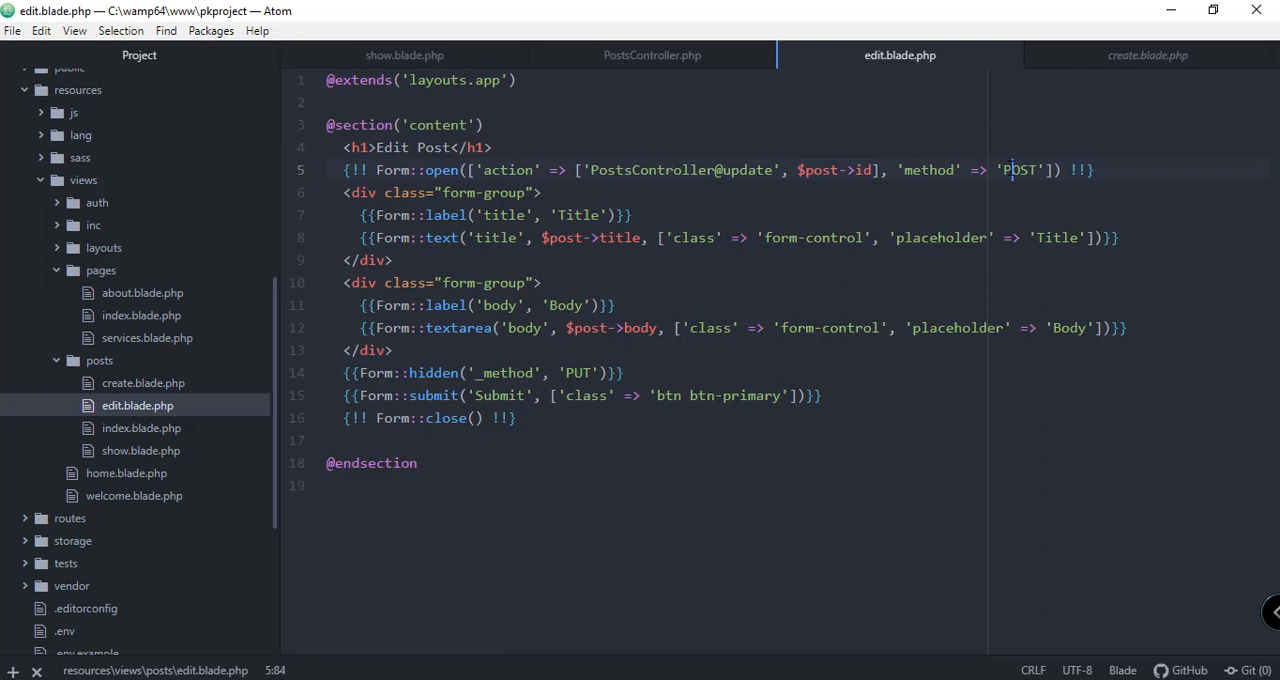 edit.blade.php — C:\wamp64\www\pkproject — Atom
File Edit View Selection Find Packages Help
Project
show.blade.php PostsController.php edit.blade.php create.blade.php
public
resources
js
lang
sass
views
auth
inc
layouts
pages
about.blade.php
index.blade.php
services.blade.php
posts
create.blade.php
edit.blade.php
index.blade.php
show.blade.php
home.blade.php
welcome.blade.php
routes
storage
tests
vendor
.editorconfig
.env
.env.example
1 @extends('layouts.app')
2
3 @section('content')
4 <h1>Edit Post</h1>
5 {!! Form::open(['action' => ['PostsController@update', $post->id], 'method' => 'POST']) !!}
6 <div class="form-group">
7 {{Form::label('title', 'Title')}}
8 {{Form::text('title', $post->title, ['class' => 'form-control', 'placeholder' => 'Title'])}}
9 </div>
10 <div class="form-group">
11 {{Form::label('body', 'Body')}}
12 {{Form::textarea('body', $post->body, ['class' => 'form-control', 'placeholder' => 'Body'])}}
13 </div>
14 {{Form::hidden('_method', 'PUT')}}
15 {{Form::submit('Submit', ['class' => 'btn btn-primary'])}}
16 {!! Form::close() !!}
17
18 @endsection
19
resources\views\posts\edit.blade.php 5:84 CRLF UTF-8 Blade GitHub Git (0)